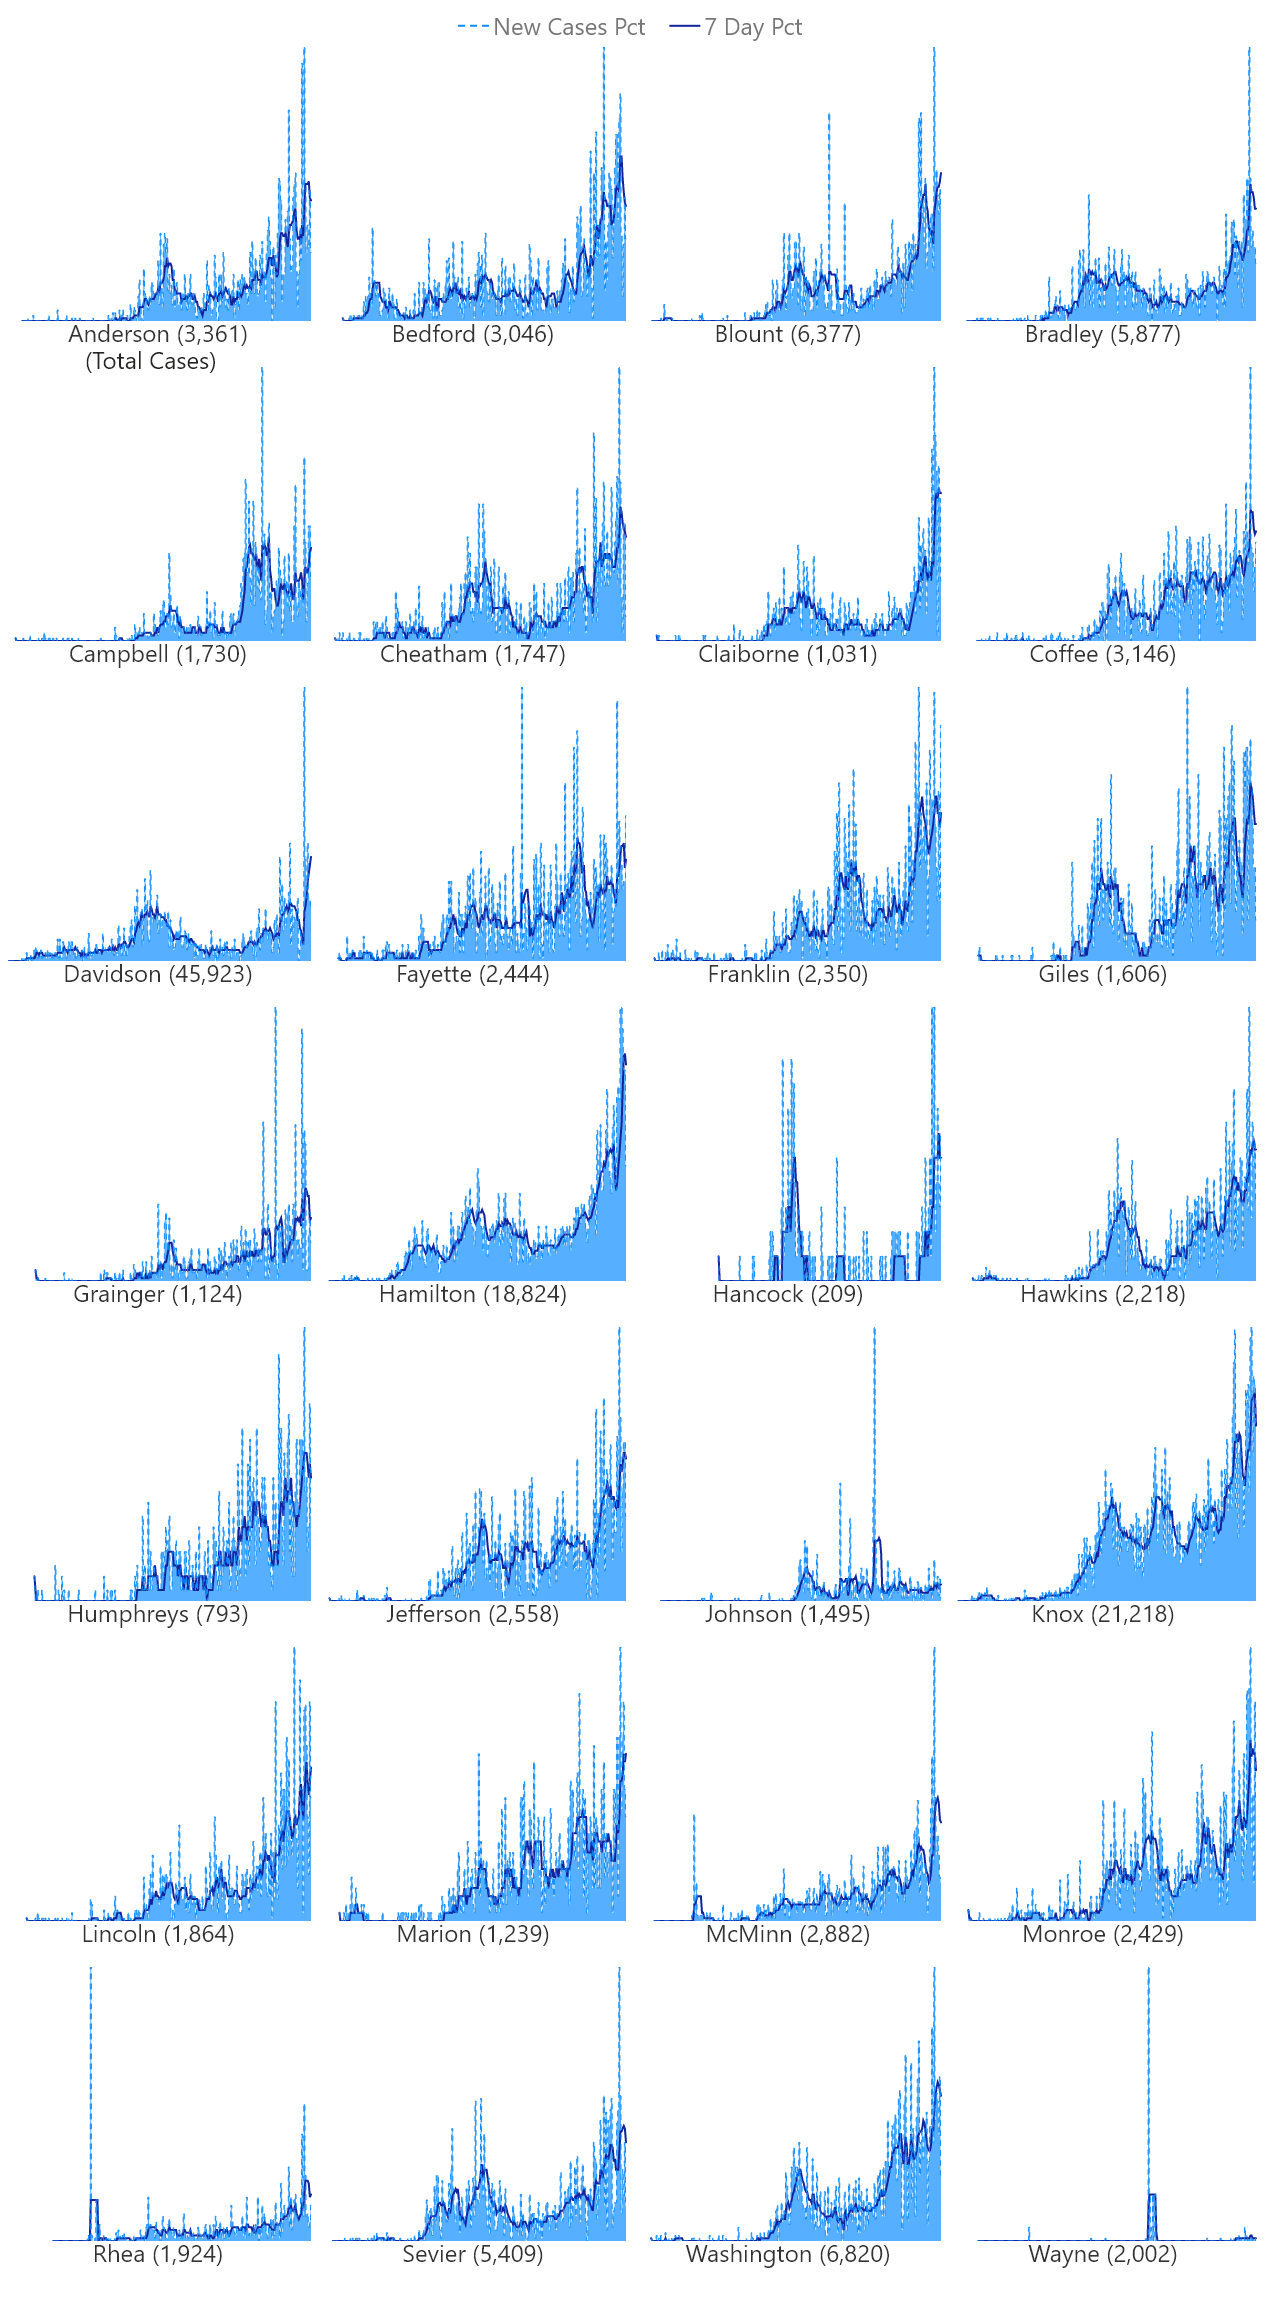 New Cases Pct 7 Day Pct
Anderson (3,361) Bedford (3,046) Blount (6,377) Bradley (5,877)
(Total Cases)
Campbell (1,730) Cheatham (1,747) Claiborne (1,031) Coffee (3,146)
Davidson (45,923) Fayette (2,444) Franklin (2,350) Giles (1,606)
Grainger (1,124) Hamilton (18,824) Hancock (209) Hawkins (2,218)
Humphreys (793) Jefferson (2,558) Johnson (1,495) Knox (21,218)
Lincoln (1,864) Marion (1,239) McMinn (2,882) Monroe (2,429)
Rhea (1,924) Sevier (5,409) Washington (6,820) Wayne (2,002)